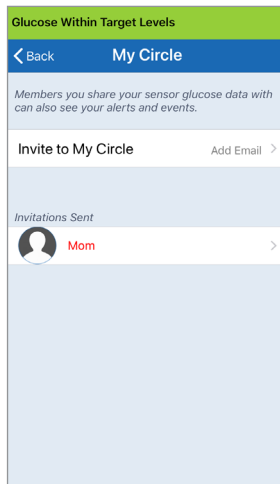 Glucose Within Target Levels
Back My Circle
Members you share your sensor glucose data with
can also see your alerts and events.
Invite to My Circle Add Email
Invitations Sent
Mom